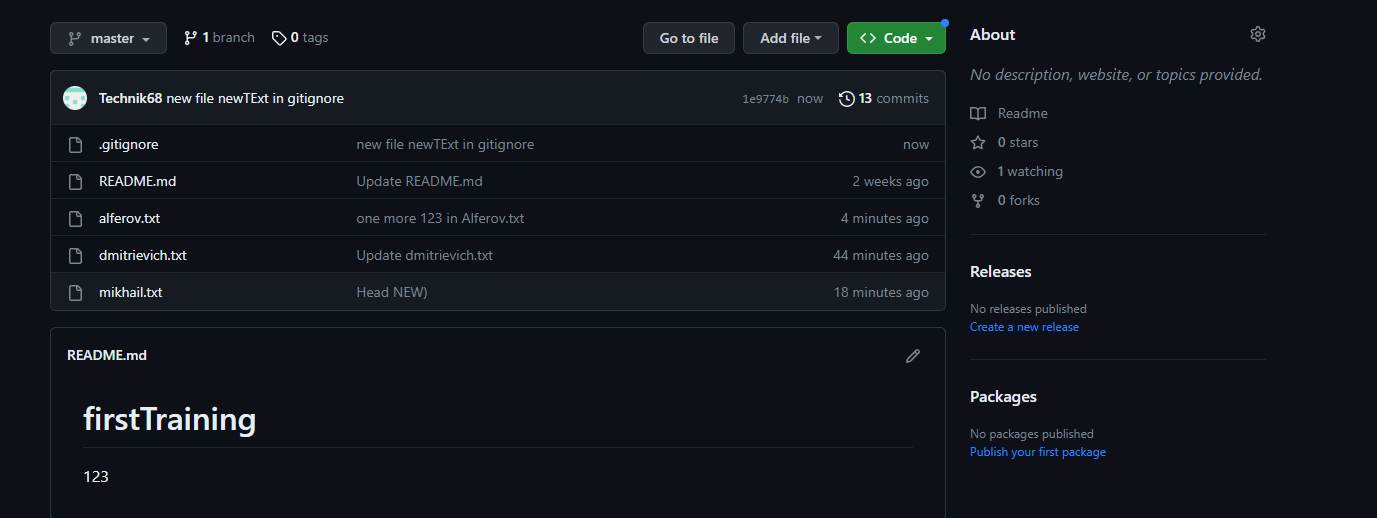 master 1 branch 0 tags Go to file Add file Code
Technik68 new file newTExt in gitignore 1e9774b now 13 commits
.gitignore new file newTExt in gitignore now
README.md Update README.md 2 weeks ago
alferov.txt one more 123 in Alferov.txt 4 minutes ago
dmitrievich.txt Update dmitrievich.txt 44 minutes ago
mikhail.txt Head NEW) 18 minutes ago
README.md
firstTraining
123
About
No description, website, or topics provided.
Readme
0 stars
1 watching
0 forks
Releases
No releases published
Create a new release
Packages
No packages published
Publish your first package